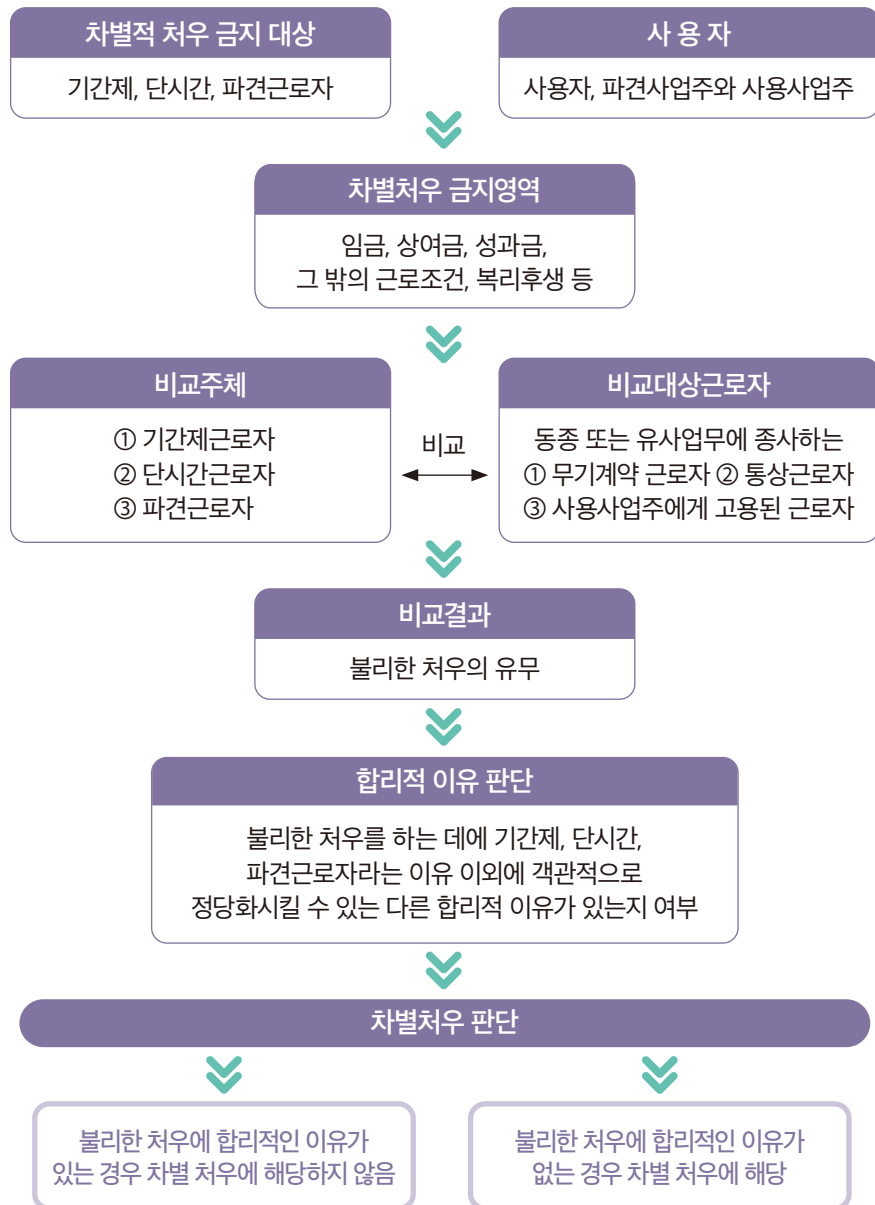 차별적 처우 금지 대상
기간제, 단시간, 파견근로자
사 용 자
사용자, 파견사업주와 사용사업주
차별처우 금지영역
임금, 상여금, 성과금,
그 밖의 근로조건, 복리후생 등
비교주체
① 기간제근로자
② 단시간근로자
③ 파견근로자
비교
비교대상근로자
동종 또는 유사업무에 종사하는
① 무기계약 근로자 ② 통상근로자
③ 사용사업주에게 고용된 근로자
비교결과
불리한 처우의 유무
합리적 이유 판단
불리한 처우를 하는 데에 기간제, 단시간,
파견근로자라는 이유 이외에 객관적으로
정당화시킬 수 있는 다른 합리적 이유가 있는지 여부
차별처우 판단
불리한 처우에 합리적인 이유가
있는 경우 차별 처우에 해당하지 않음
불리한 처우에 합리적인 이유가
없는 경우 차별 처우에 해당